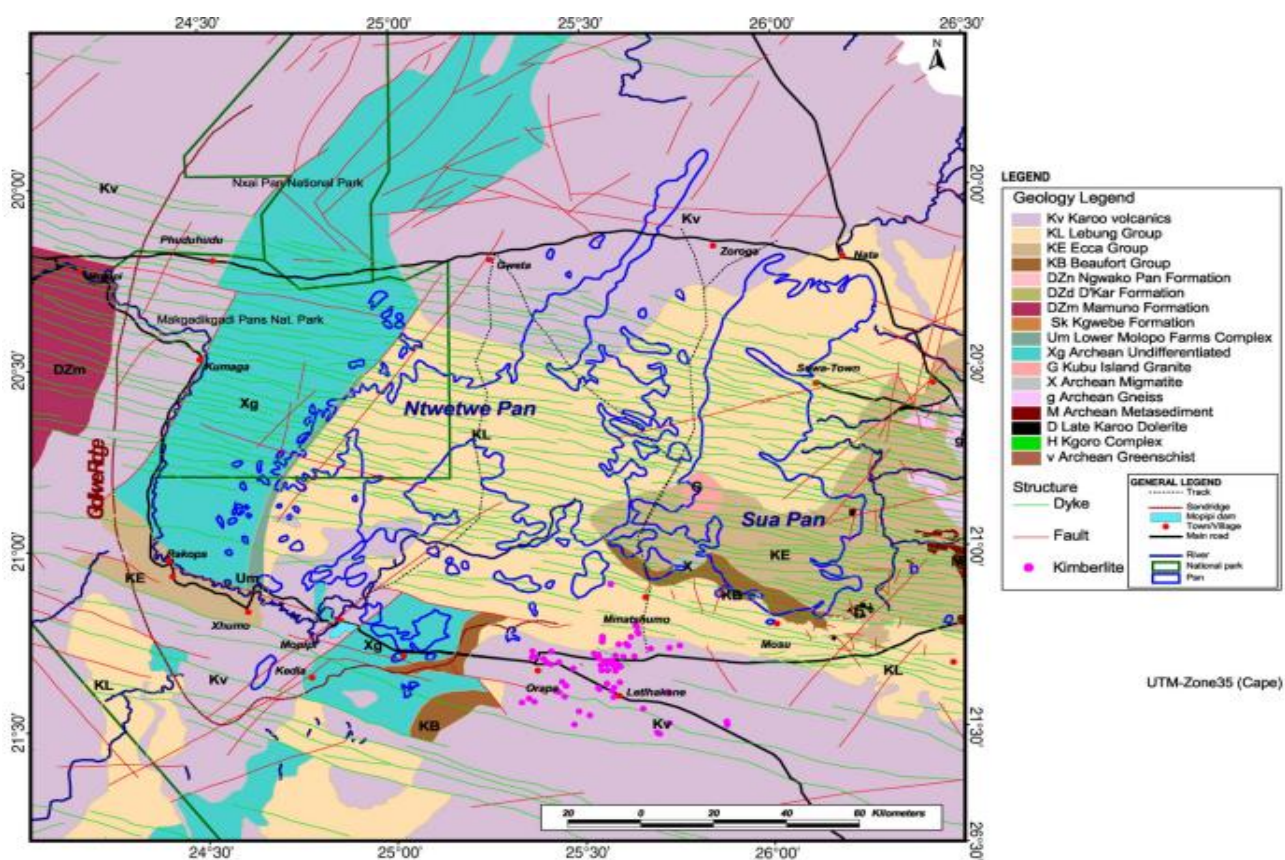 24°30'
25°00'
25°30'
26°00'
26°30'
N
Nxai Pan National Park
Kv
Kv
20°00'
20°00'
Phuduhudu
Gweta
Zoroga
Nata
Makgadikgadi Pans Nat. Park
DZm
Kumaga
20°30'
20°30'
Sowa-Town
Xg
Ntwetwe Pan
KL
g
G
Sua Pan
KE
21°00'
21°00'
M
Rakops
KE
Um
X
KB
Xhumo
Mopipi
Mmatshumo
Mosu
Xg
Kedia
KL
Kv
Orapa
Letlhakane
KL
KB
Kv
21°30'
21°30'
20 0 20 40 60 Kilometers
26°30'
24°30'
25°00'
25°30'
26°00'
LEGEND
Geology Legend
Kv Karoo volcanics
KL Lebung Group
KE Ecca Group
KB Beaufort Group
DZn Ngwako Pan Formation
DZd D'Kar Formation
DZm Mamuno Formation
Sk Kgwebe Formation
Um Lower Molopo Farms Complex
Xg Archean Undifferentiated
G Kubu Island Granite
X Archean Migmatite
g Archean Gneiss
M Archean Metasediment
D Late Karoo Dolerite
H Kgoro Complex
v Archean Greenschist
Structure
Dyke
Fault
Kimberlite
GENERAL LEGEND
Track
Sandridge
Mopipi dam
Town/Village
Main road
River
National park
Pan
UTM-Zone35 (Cape)